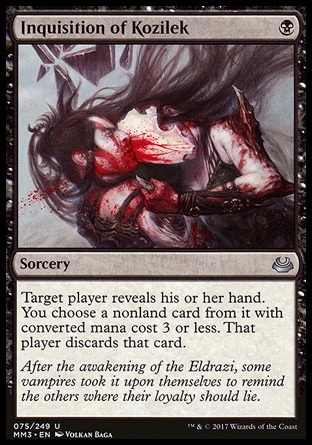 Inquisition of Kozilek
Sorcery
Target player reveals his or her hand.
You choose a nonland card from it with
converted mana cost 3 or less. That
player discards that card.
After the awakening of the Eldrazi, some
vampires took it upon themselves to remind
the others where their loyalty should lie.
075/249 U
MM3 • EN VOLKAN BAGA
™ & © 2017 Wizards of the Coast